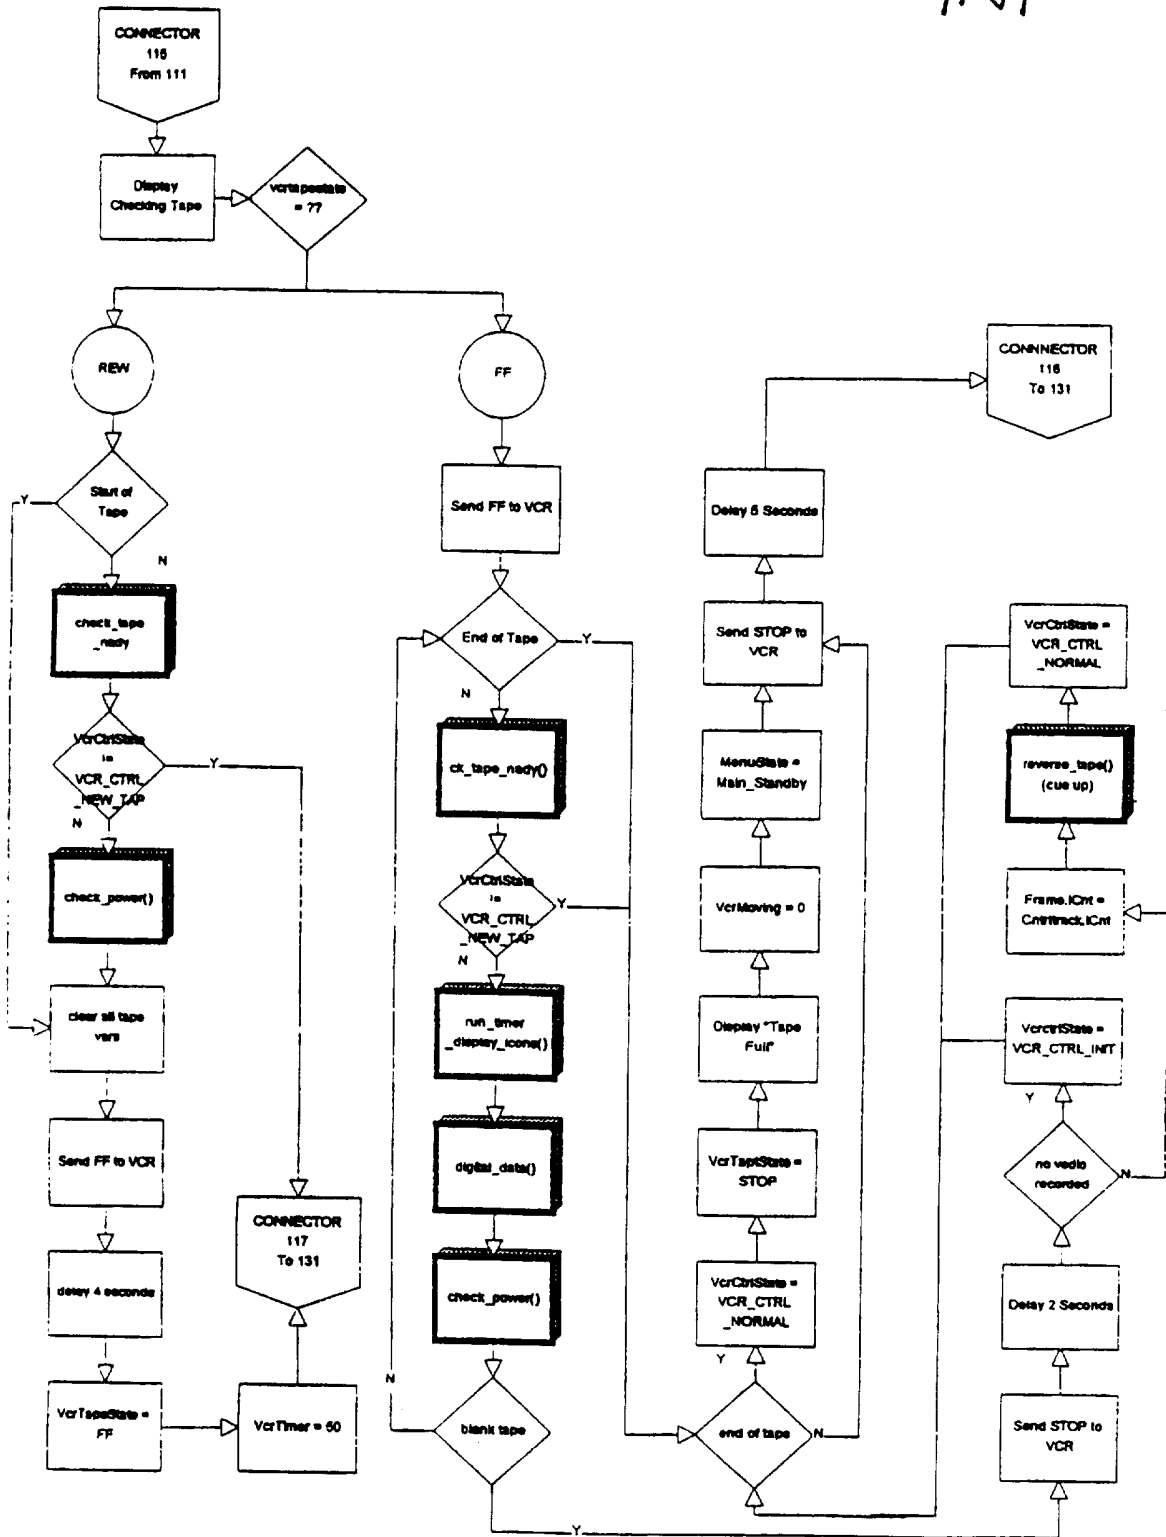 CONNECTOR
116
From 111
Display
Checking Tape
vcrtapestate
= ??
REW
FF
Start of
Tape
Y
N
check_tape
_nady
VcrCtrlState
!=
VCR_CTRL
_NEW_TAP
Y
N
check_power()
clear all tape
vars
Send FF to VCR
delay 4 seconds
VcrTapeState =
FF
VcrTimer = 50
CONNECTOR
117
To 131
Send FF to VCR
End of Tape
Y
N
ck_tape_nady()
VcrCtrlState
!=
VCR_CTRL
_NEW_TAP
Y
N
run_timer
_display_icons()
digital_data()
check_power()
N
blank tape
Y
CONNNECTOR
116
To 131
Delay 5 Seconds
Send STOP to
VCR
MenuState =
Main_Standby
VcrMoving = 0
Display "Tape
Full"
VcrTaptState =
STOP
VcrCtrlState =
VCR_CTRL
_NORMAL
Y
end of tape
N
VcrCtrlState =
VCR_CTRL
_NORMAL
reverse_tape()
(cue up)
Frame.lCnt =
Cntrltrack.lCnt
VcrctrlState =
VCR_CTRL_INIT
Y
no vedio
recorded
N
Delay 2 Seconds
Send STOP to
VCR